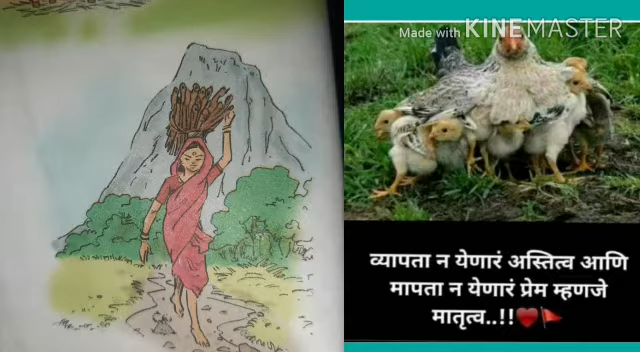 Made with KINEMASTER
व्यापता न येणारं अस्तित्व आणि
मापता न येणारं प्रेम म्हणजे
मातृत्व..!!❤️🚩